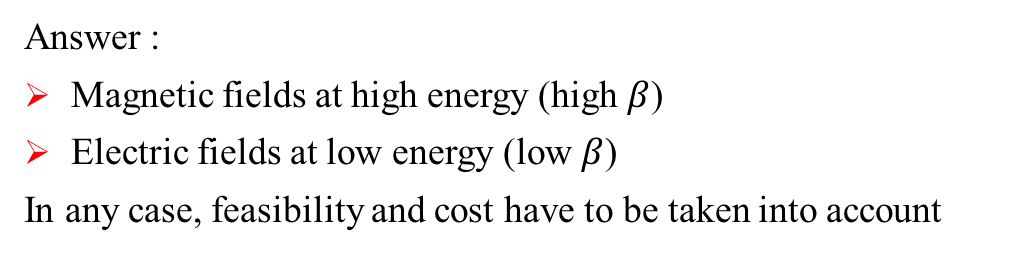 Answer :
➢ Magnetic fields at high energy (high β)
➢ Electric fields at low energy (low β)
In any case, feasibility and cost have to be taken into account